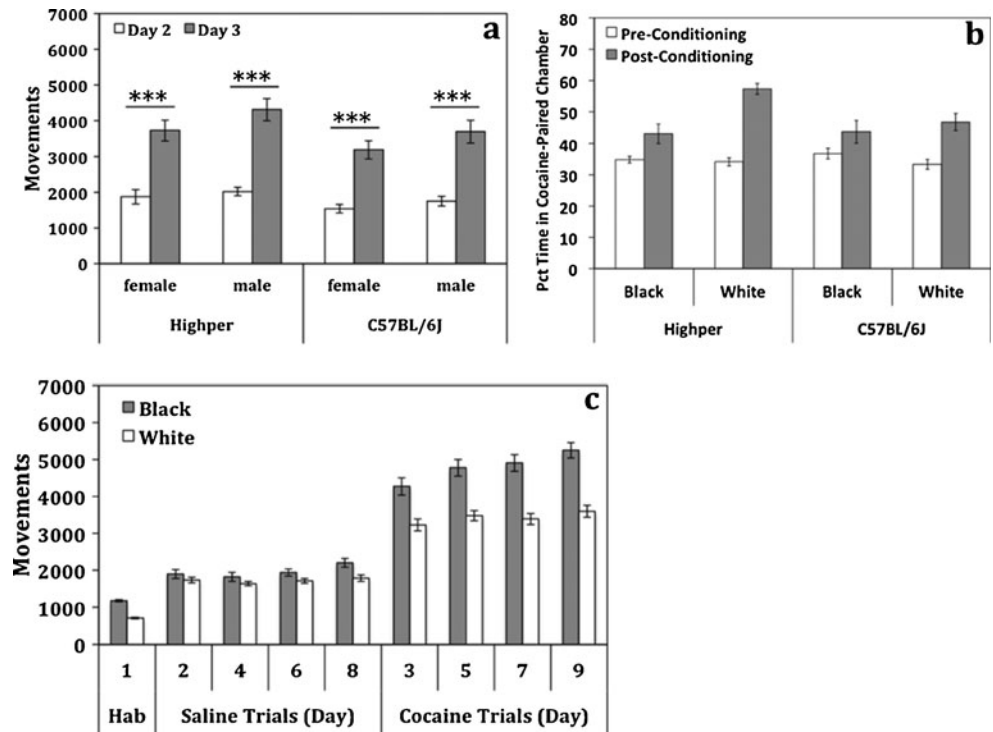 a
Day 2 Day 3
Movements
7000
6000
5000
4000
3000
2000
1000
0
*** *** *** ***
female male female male
Highper C57BL/6J
b
Pre-Conditioning
Post-Conditioning
Pct Time in Cocaine-Paired Chamber
80
70
60
50
40
30
20
10
0
Black White Black White
Highper C57BL/6J
c
Black
White
Movements
7000
6000
5000
4000
3000
2000
1000
0
1 2 4 6 8 3 5 7 9
Hab Saline Trials (Day) Cocaine Trials (Day)